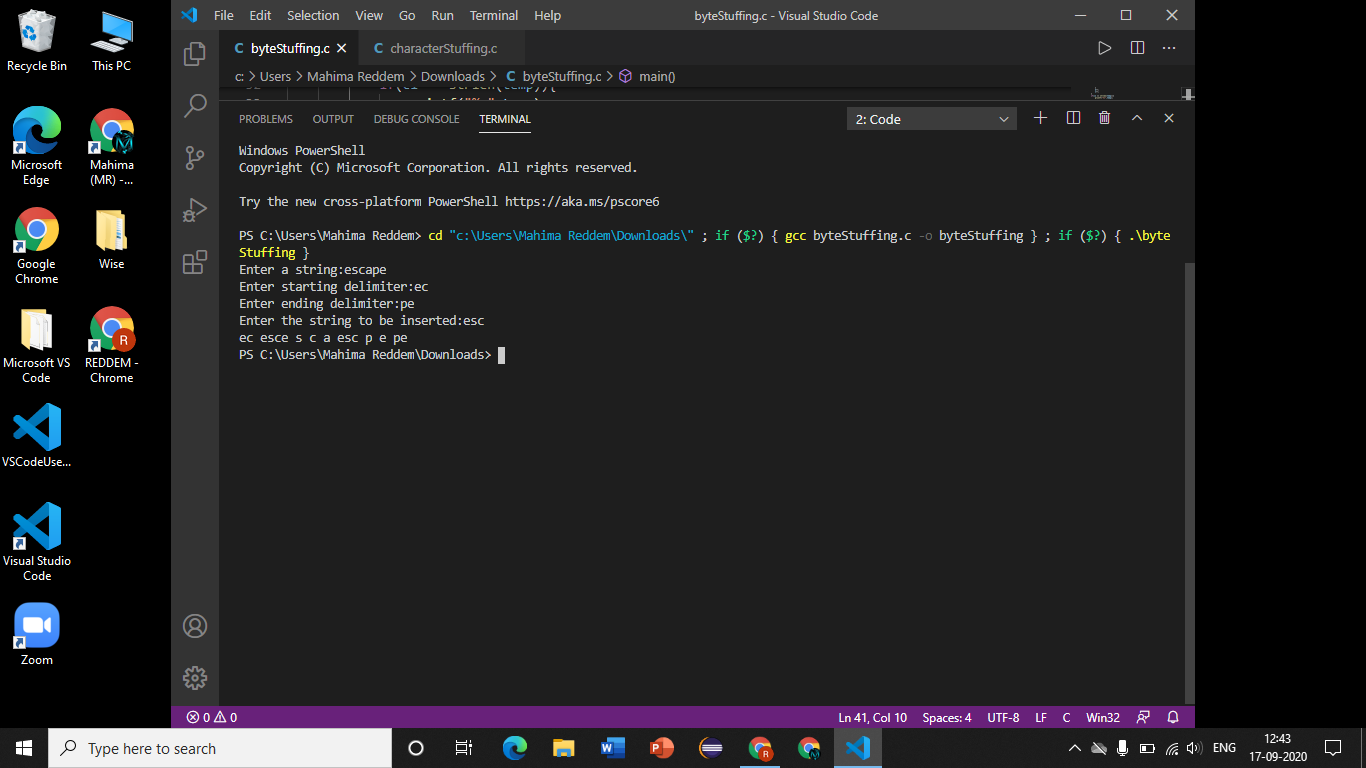 Recycle Bin
This PC
Microsoft
Edge
Mahima
(MR) -...
Google
Chrome
Wise
Microsoft VS
Code
REDDEM -
Chrome
VSCodeUse...
Visual Studio
Code
Zoom
File Edit Selection View Go Run Terminal Help
byteStuffing.c - Visual Studio Code
C byteStuffing.c
C characterStuffing.c
c: > Users > Mahima Reddem > Downloads > C byteStuffing.c > main()
PROBLEMS OUTPUT DEBUG CONSOLE TERMINAL
2: Code
Windows PowerShell
Copyright (C) Microsoft Corporation. All rights reserved.
Try the new cross-platform PowerShell https://aka.ms/pscore6
PS C:\Users\Mahima Reddem> cd "c:\Users\Mahima Reddem\Downloads\" ; if ($?) { gcc byteStuffing.c -o byteStuffing } ; if ($?) { .\byte
Stuffing }
Enter a string:escape
Enter starting delimiter:ec
Enter ending delimiter:pe
Enter the string to be inserted:esc
ec esce s c a esc p e pe
PS C:\Users\Mahima Reddem\Downloads>
0 0
Ln 41, Col 10 Spaces: 4 UTF-8 LF C Win32
Type here to search
ENG
12:43
17-09-2020